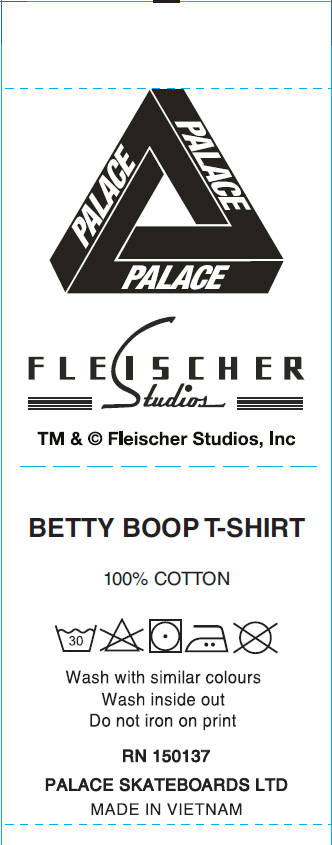 PALACE
PALACE
PALACE
FLEISCHER
Studios
TM & © Fleischer Studios, Inc
BETTY BOOP T-SHIRT
100% COTTON
30
Wash with similar colours
Wash inside out
Do not iron on print
RN 150137
PALACE SKATEBOARDS LTD
MADE IN VIETNAM